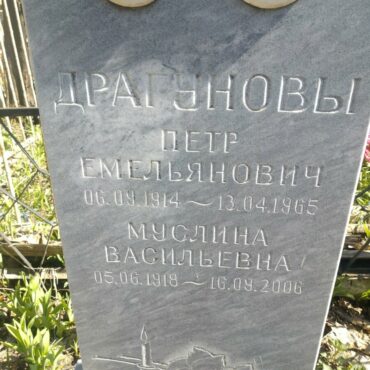 ДРАГУНОВЫ
ПЕТР
ЕМЕЛЬЯНОВИЧ
06.09.1914 ~ 13.04.1965
МУСЛИНА
ВАСИЛЬЕВНА
05.06.1918 ~ 16.09.2006